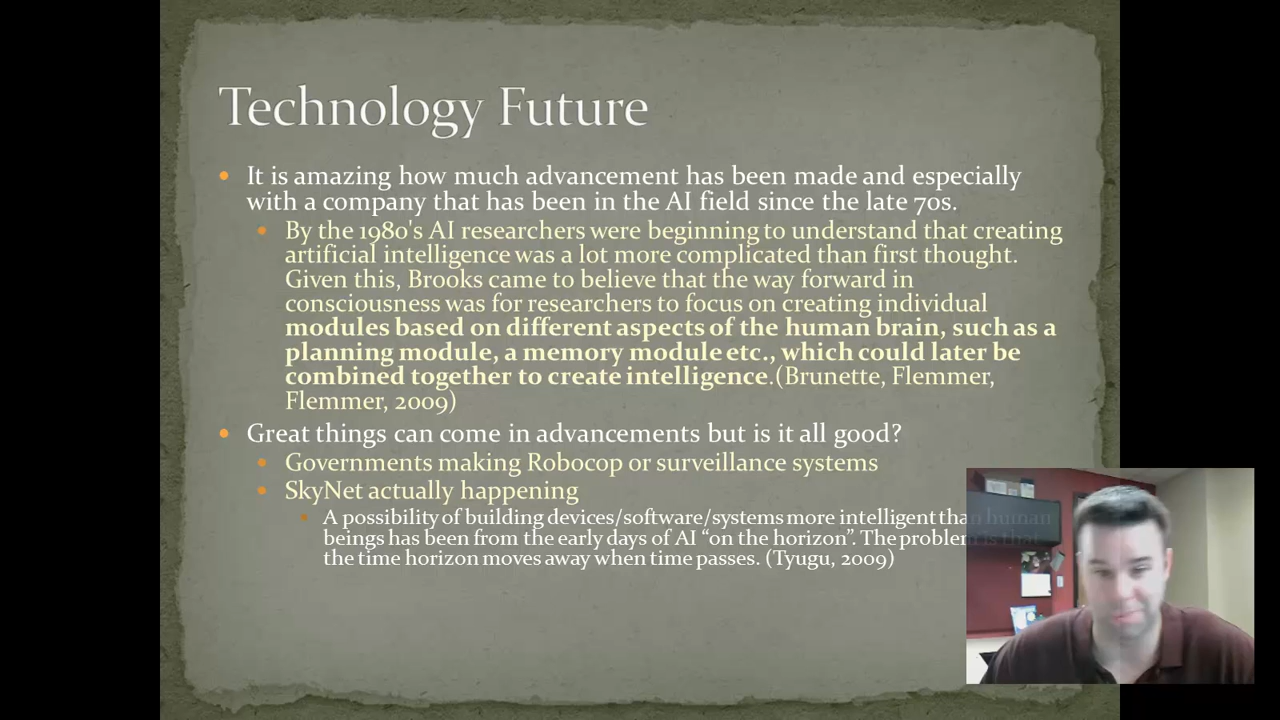 Technology Future
It is amazing how much advancement has been made and especially
with a company that has been in the AI field since the late 70s.
By the 1980's AI researchers were beginning to understand that creating
artificial intelligence was a lot more complicated than first thought.
Given this, Brooks came to believe that the way forward in
consciousness was for researchers to focus on creating individual
modules based on different aspects of the human brain, such as a
planning module, a memory module etc., which could later be
combined together to create intelligence.(Brunette, Flemmer,
Flemmer, 2009)
Great things can come in advancements but is it all good?
Governments making Robocop or surveillance systems
SkyNet actually happening
A possibility of building devices/software/systems more intelligent than human
beings has been from the early days of AI “on the horizon”. The problem is that
the time horizon moves away when time passes. (Tyugu, 2009)